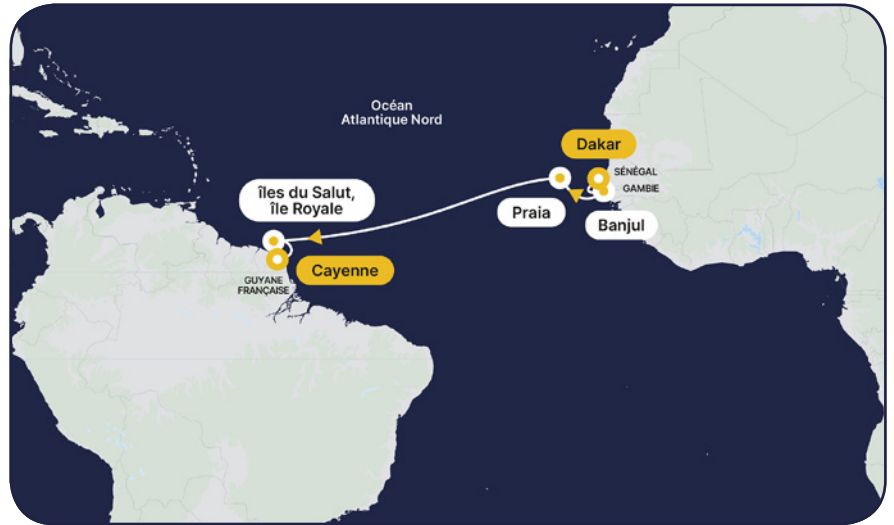 Océan
Atlantique Nord
Dakar
SÉNÉGAL
GAMBIE
Praia
Banjul
îles du Salut,
île Royale
Cayenne
GUYANE
FRANÇAISE